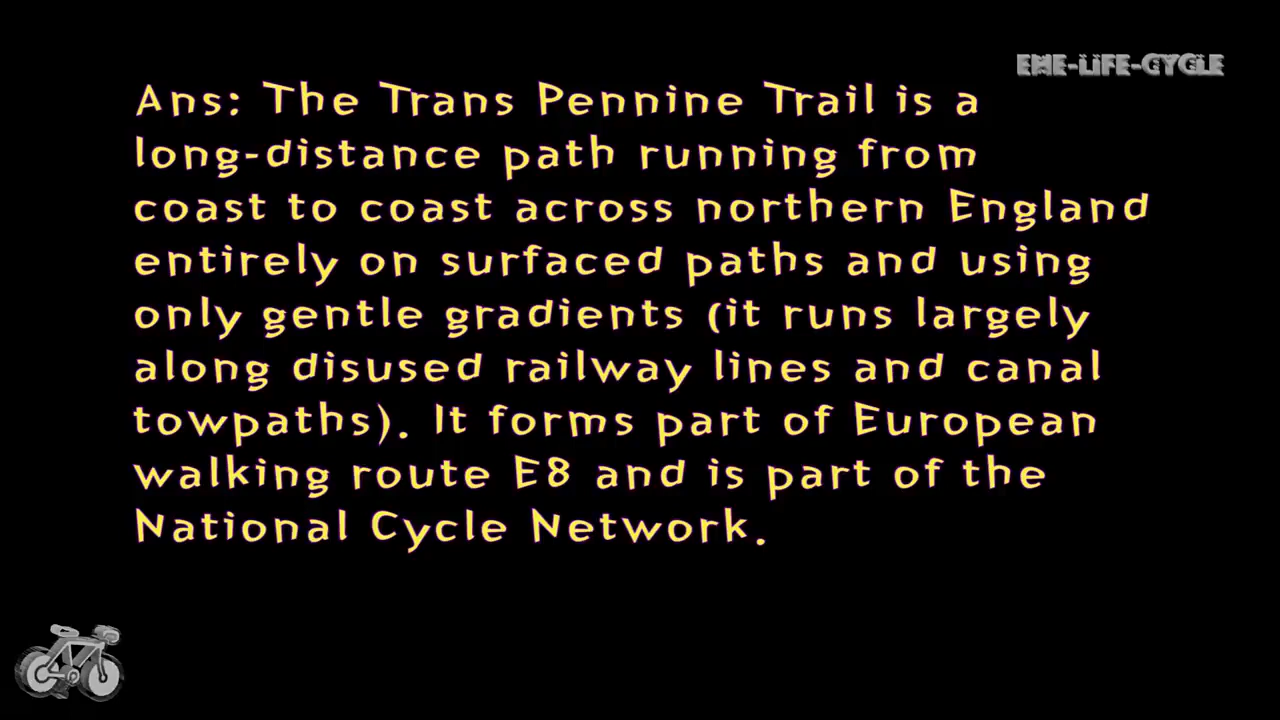 EME-LiFE-CYCLE
Ans: The Trans Pennine Trail is a
long-distance path running from
coast to coast across northern England
entirely on surfaced paths and using
only gentle gradients (it runs largely
along disused railway lines and canal
towpaths). It forms part of European
walking route E8 and is part of the
National Cycle Network.